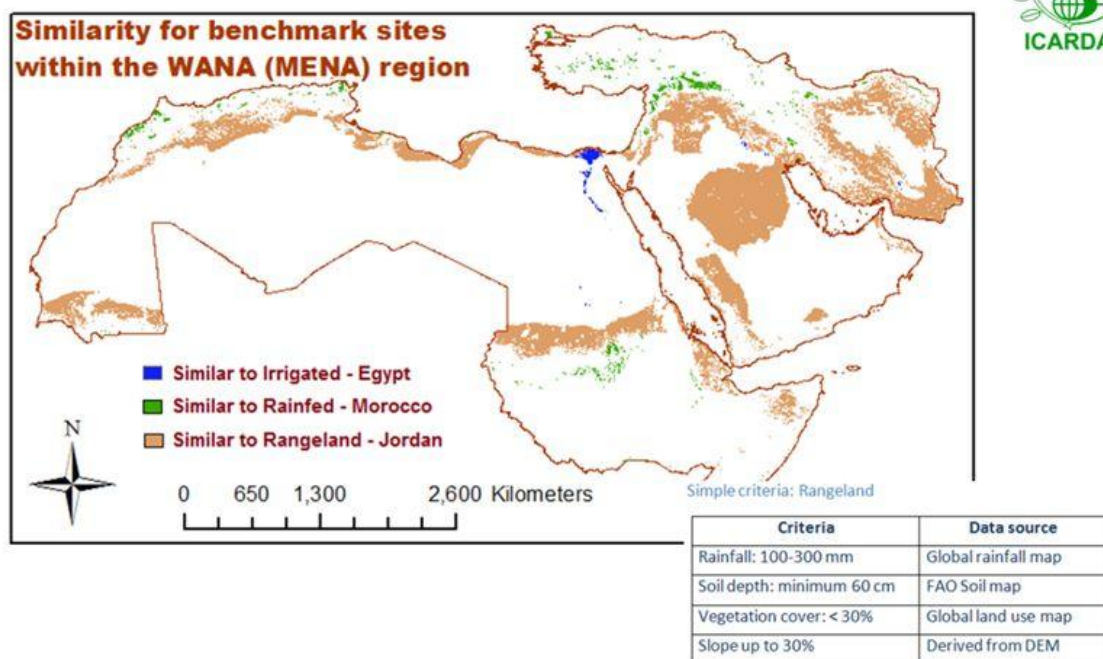 Similarity for benchmark sites
within the WANA (MENA) region
ICARDA
Similar to Irrigated - Egypt
Similar to Rainfed - Morocco
Similar to Rangeland - Jordan
N
0 650 1,300 2,600 Kilometers
Simple criteria: Rangeland
Criteria Data source
Rainfall: 100-300 mm Global rainfall map
Soil depth: minimum 60 cm FAO Soil map
Vegetation cover: < 30% Global land use map
Slope up to 30% Derived from DEM